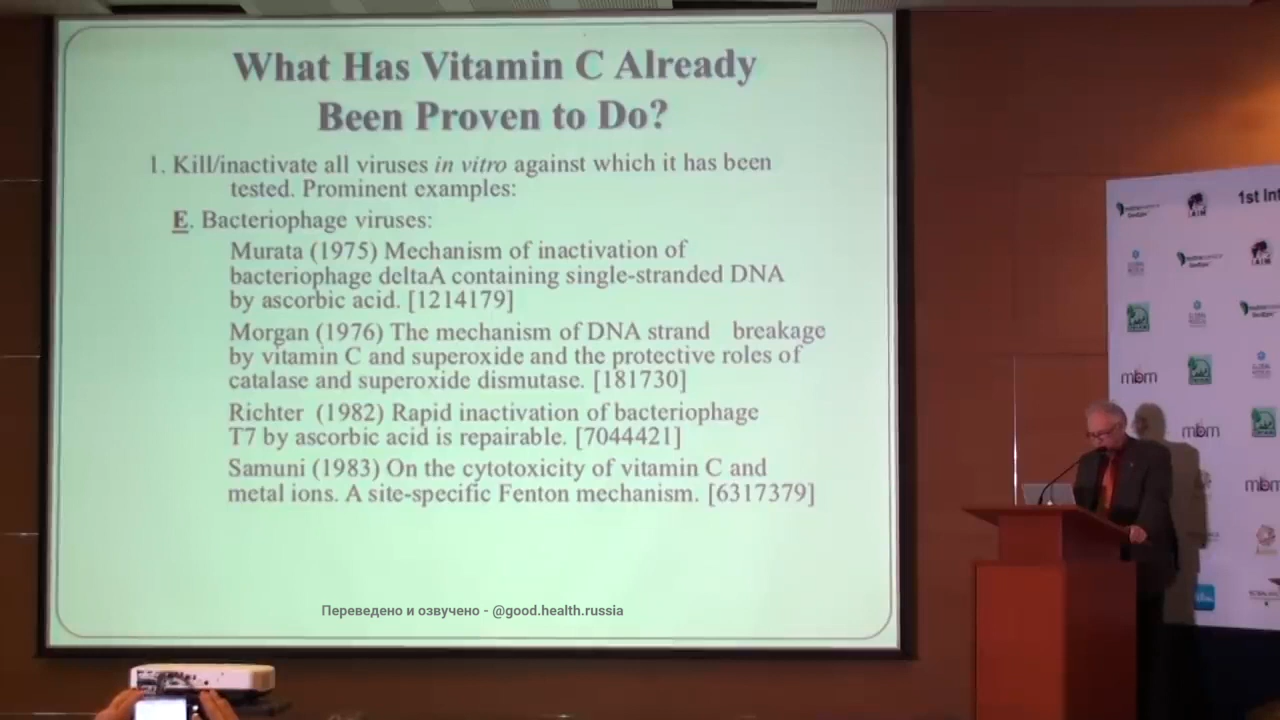 What Has Vitamin C Already
Been Proven to Do?
1. Kill/inactivate all viruses in vitro against which it has been
tested. Prominent examples:
E. Bacteriophage viruses:
Murata (1975) Mechanism of inactivation of
bacteriophage deltaA containing single-stranded DNA
by ascorbic acid. [1214179]
Morgan (1976) The mechanism of DNA strand breakage
by vitamin C and superoxide and the protective roles of
catalase and superoxide dismutase. [181730]
Richter (1982) Rapid inactivation of bacteriophage
T7 by ascorbic acid is repairable. [7044421]
Samuni (1983) On the cytotoxicity of vitamin C and
metal ions. A site-specific Fenton mechanism. [6317379]
Переведено и озвучено - @good.health.russia
1st Int
mbm
mbm
mbm